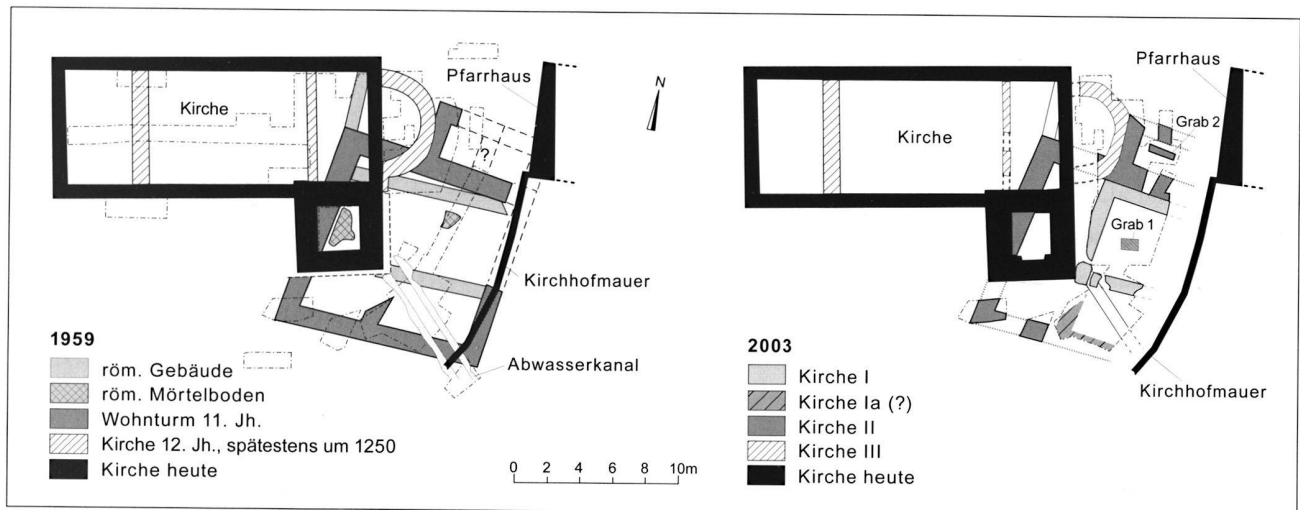 Pfarrhaus
N
Kirche
?
Kirchhofmauer
Abwasserkanal
1959
röm. Gebäude
röm. Mörtelboden
Wohnturm 11. Jh.
Kirche 12. Jh., spätestens um 1250
Kirche heute
0 2 4 6 8 10m
Pfarrhaus
Grab 2
Kirche
Grab 1
Kirchhofmauer
2003
Kirche I
Kirche Ia (?)
Kirche II
Kirche III
Kirche heute